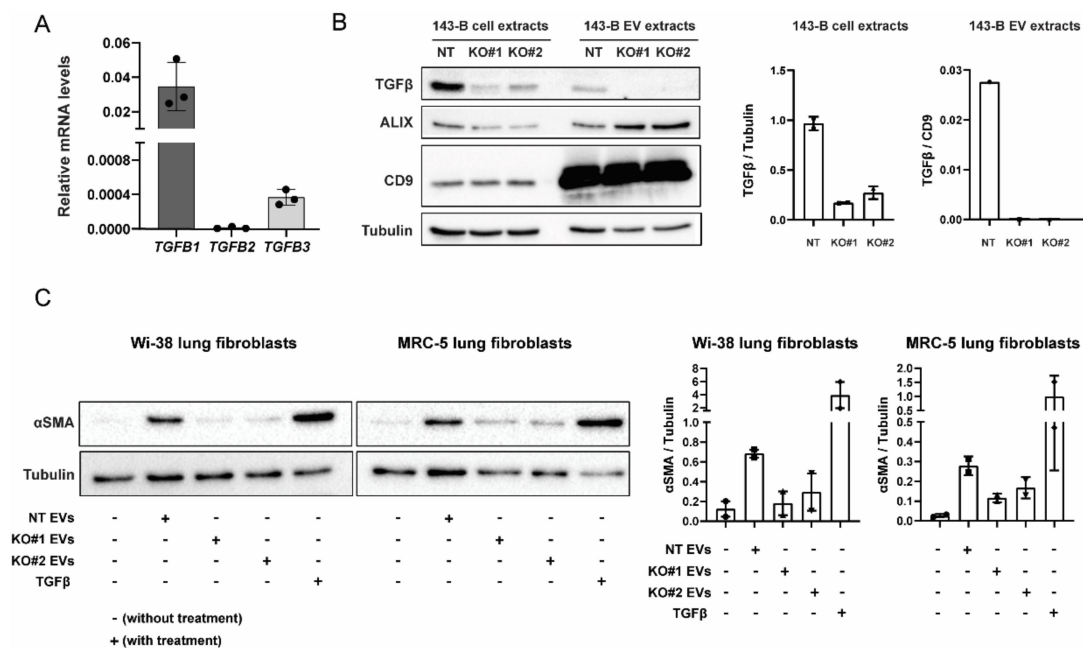 A
Relative mRNA levels
0.06
0.04
0.02
0.0008
0.0004
0.0000
TGFB1 TGFB2 TGFB3
B
143-B cell extracts 143-B EV extracts
NT KO#1 KO#2 NT KO#1 KO#2
TGFβ
ALIX
CD9
Tubulin
143-B cell extracts
TGFβ / Tubulin
1.5
1.0
0.5
0.0
NT KO#1 KO#2
143-B EV extracts
TGFβ / CD9
0.03
0.02
0.01
0.00
NT KO#1 KO#2
C
Wi-38 lung fibroblasts MRC-5 lung fibroblasts
αSMA
Tubulin
NT EVs - + - - - - + - - -
KO#1 EVs - - + - - - - + - -
KO#2 EVs - - - + - - - - + -
TGFβ - - - - + - - - - +
- (without treatment)
+ (with treatment)
Wi-38 lung fibroblasts
αSMA / Tubulin
8
6
4
2
1.0
0.8
0.6
0.4
0.2
0.0
MRC-5 lung fibroblasts
αSMA / Tubulin
2.0
1.5
1.0
0.5
0.4
0.3
0.2
0.1
0.0
NT EVs - + - - - - + - - -
KO#1 EVs - - + - - - - + - -
KO#2 EVs - - - + - - - - + -
TGFβ - - - - + - - - - +